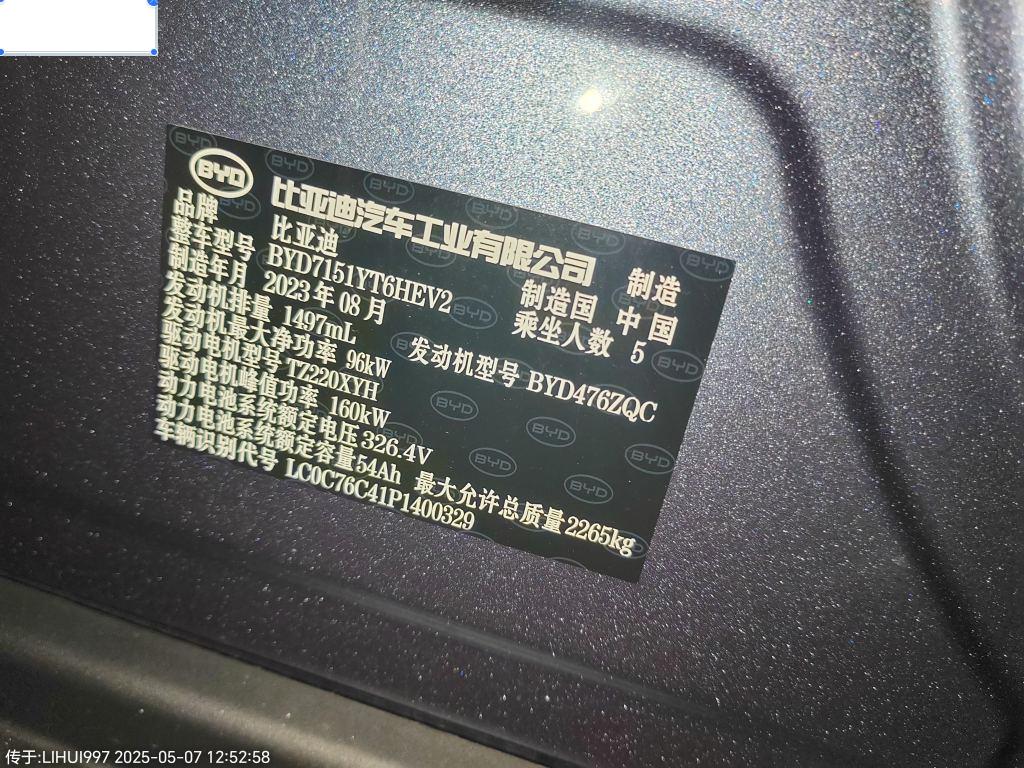 BYD 比亚迪汽车工业有限公司 制造
品牌 比亚迪 制造国 中国
整车型号 BYD7151YT6HEV2 乘坐人数 5
制造年月 2023年08月
发动机排量 1497mL 发动机型号 BYD476ZQC
发动机最大净功率 96kW
驱动电机型号 TZ220XYH
驱动电机峰值功率 160kW
动力电池系统额定电压 326.4V
动力电池系统额定容量 54Ah 最大允许总质量 2265kg
车辆识别代号 LC0C76C41P1400329
传于:LIHUI997 2025-05-07 12:52:58